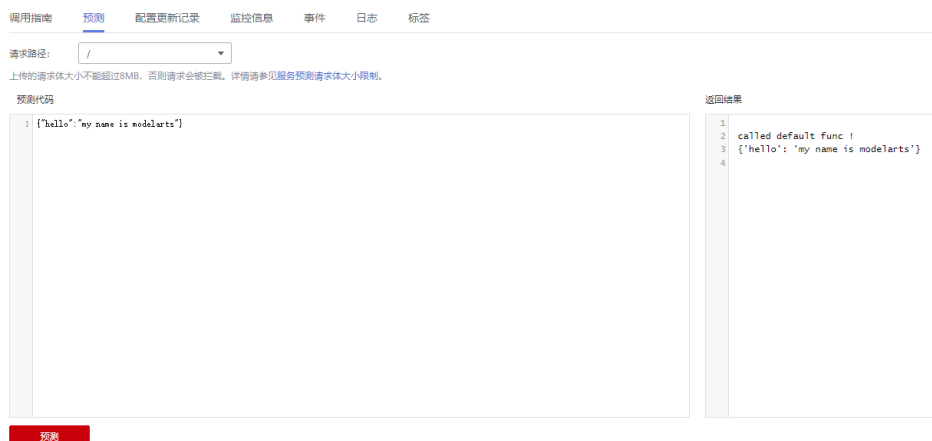 调用指南 预测 配置更新记录 监控信息 事件 日志 标签
请求路径： /
上传的请求体大小不能超过8MB，否则请求会被拦截。详情请参见服务预测请求体大小限制。
预测代码 返回结果
1 {"hello":"my name is modelarts"}
1
2 called default func !
3 {'hello': 'my name is modelarts'}
4
预测